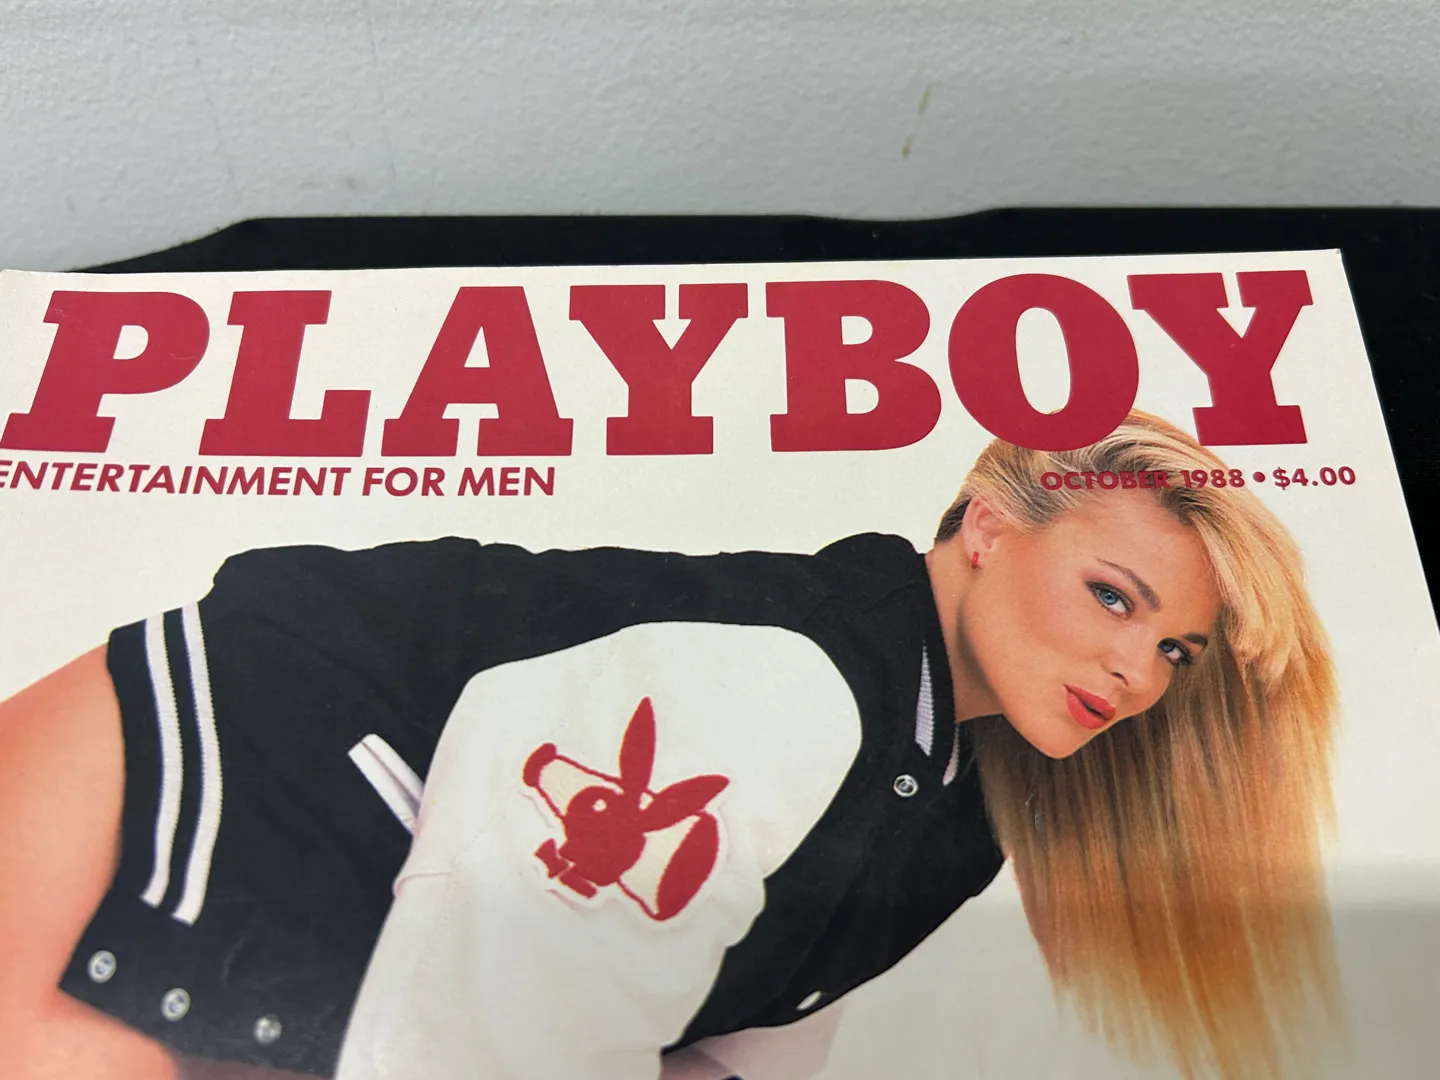 PLAYBOY
ENTERTAINMENT FOR MEN
OCTOBER 1988 • $4.00